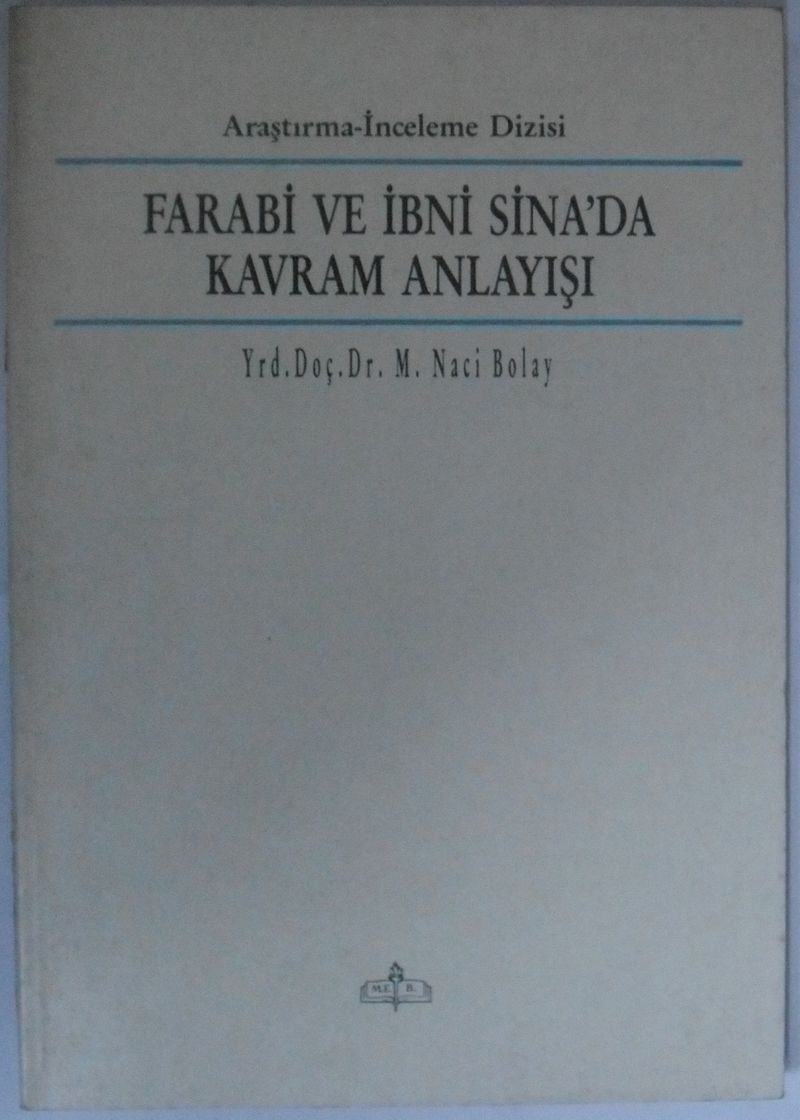 Araştırma-İnceleme Dizisi
FARABİ VE İBNİ SİNA'DA
KAVRAM ANLAYIŞI
Yrd.Doç.Dr. M. Naci Bolay
M.E. B.